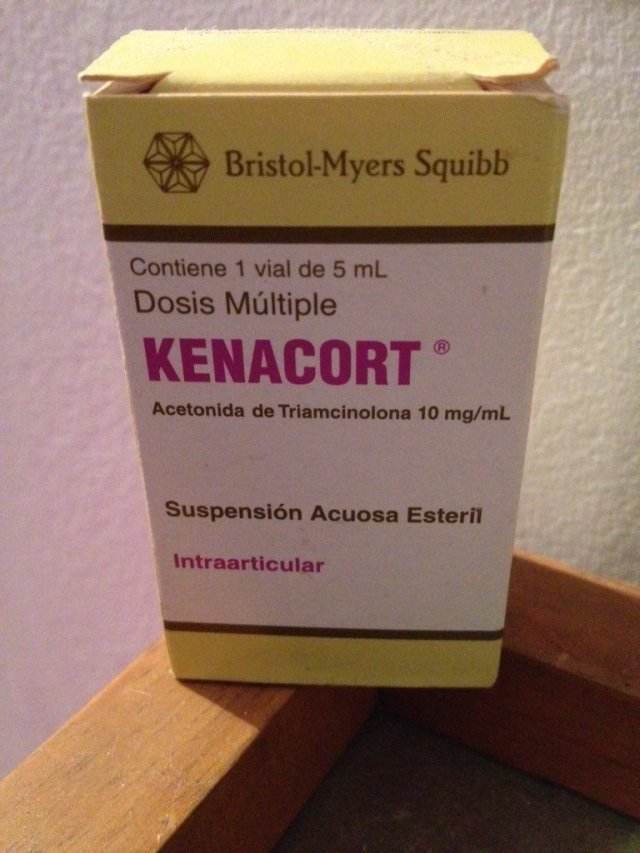 Bristol-Myers Squibb
Contiene 1 vial de 5 mL
Dosis Múltiple
KENACORT ®
Acetonida de Triamcinolona 10 mg/mL
Suspensión Acuosa Esteril
Intraarticular